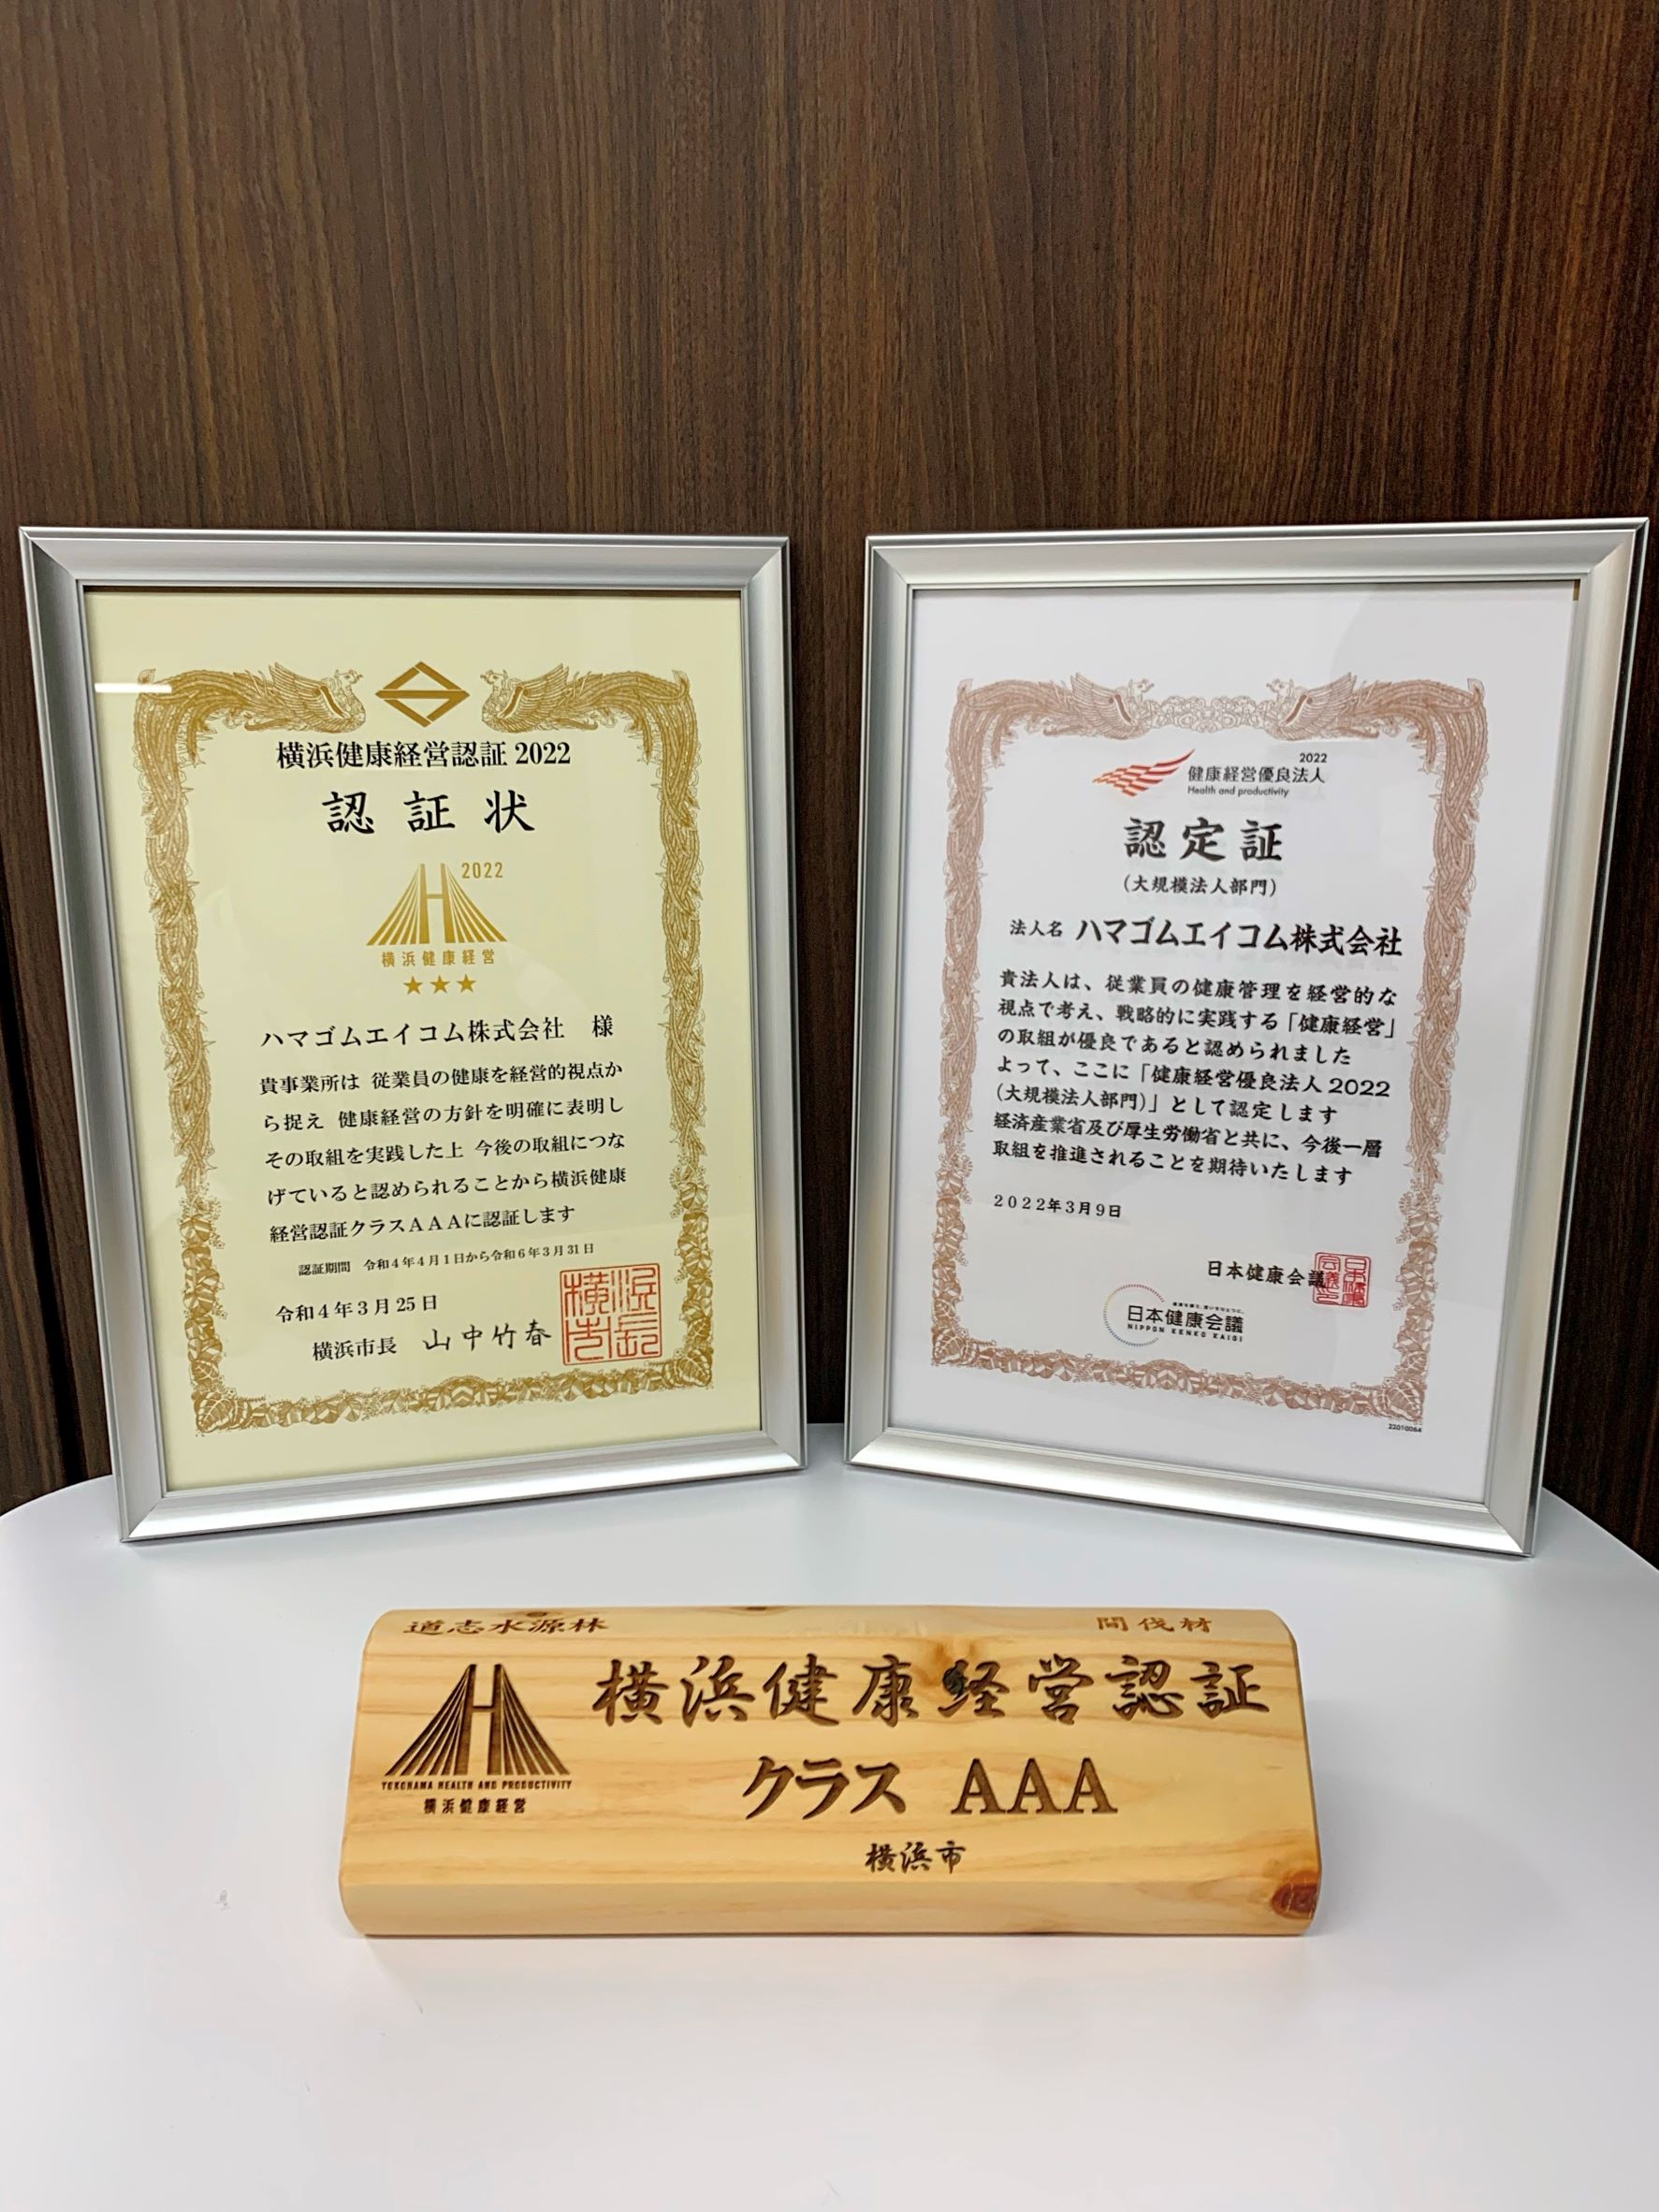 横浜健康経営認証 2022
認証状
2022
横浜健康経営
★★★
ハマゴムエイコム株式会社 様
貴事業所は 従業員の健康を経営的視点か
ら捉え 健康経営の方針を明確に表明し
その取組を実践した上 今後の取組につな
げていると認められることから横浜健康
経営認証クラスAAAに認証します
認証期間 令和4年4月1日から令和6年3月31日
令和4年3月25日
横浜市長 山中竹春
2022
健康経営優良法人
Health and productivity
認定証
(大規模法人部門)
法人名 ハマゴムエイコム株式会社
貴法人は、従業員の健康管理を経営的な
視点で考え、戦略的に実践する「健康経営」
の取組が優良であると認められました
よって、ここに「健康経営優良法人2022
(大規模法人部門)」として認定します
経済産業省及び厚生労働省と共に、今後一層
取組を推進されることを期待いたします
2022年3月9日
日本健康会議
日本健康会議
NIPPON KENKO KAIGI
22010064
道志水源林 間伐材
横浜健康経営認証
クラス AAA
横浜市
YOKOHAMA HEALTH AND PRODUCTIVITY
横浜健康経営